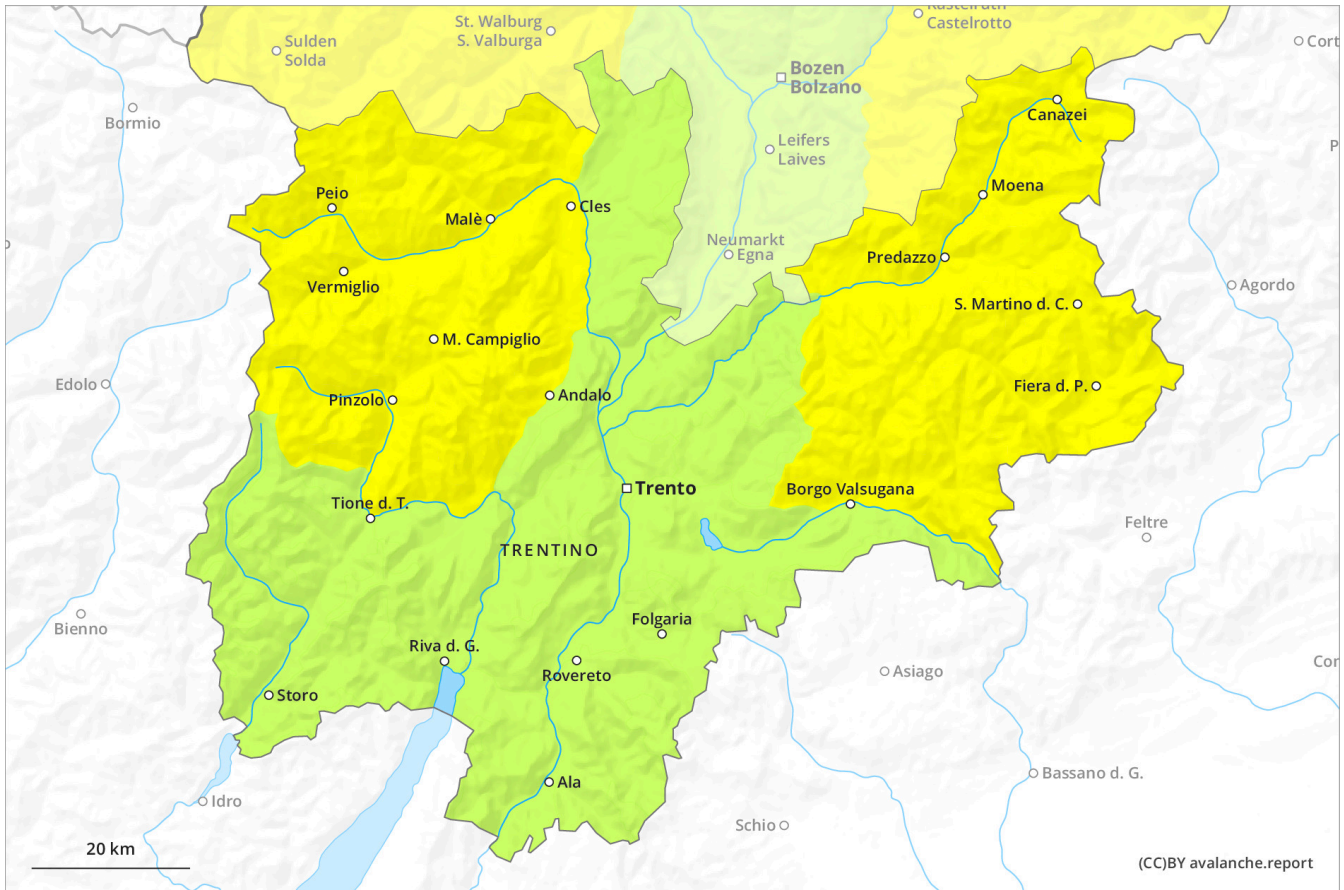 St. Walburg
S. Valburga
Kastelruth
Castelrotto
Sulden
Solda
Cort
Bozen
Bolzano
Bormio
Canazei
Leifers
Laives
P
Moena
Peio
Malè
Cles
Neumarkt
Egna
Predazzo
Vermiglio
Agordo
S. Martino d. C.
M. Campiglio
Edolo
Fiera d. P.
Pinzolo
Andalo
Trento
Borgo Valsugana
Tione d. T.
Feltre
TRENTINO
Bienno
Folgaria
Riva d. G.
Rovereto
Asiago
Cor
Storo
Bassano d. G.
Ala
Idro
Schio
20 km
(CC)BY avalanche.report